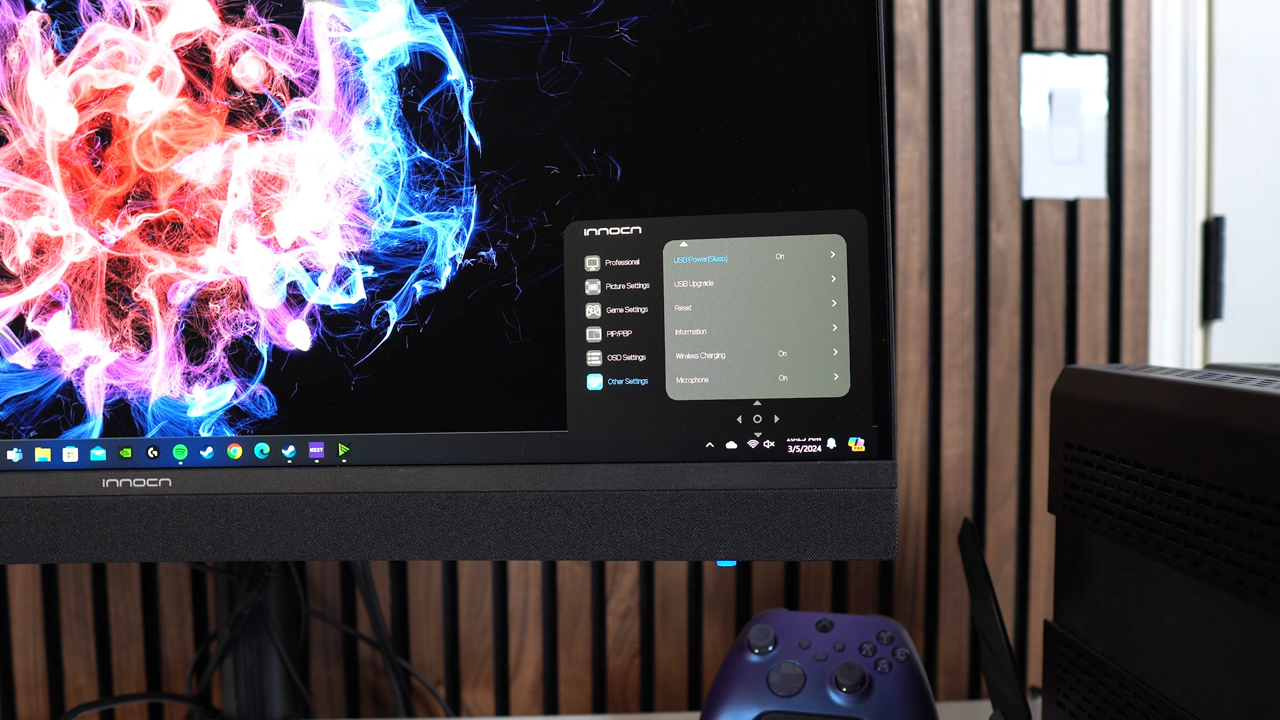 INNOCN
Professional
Picture Settings
Game Settings
PIP/PBP
OSD Settings
Other Settings
USB Power(Sleep) On
USB Upgrade
Reset
Information
Wireless Charging On
Microphone On
NZXT
3/5/2024
INNOCN